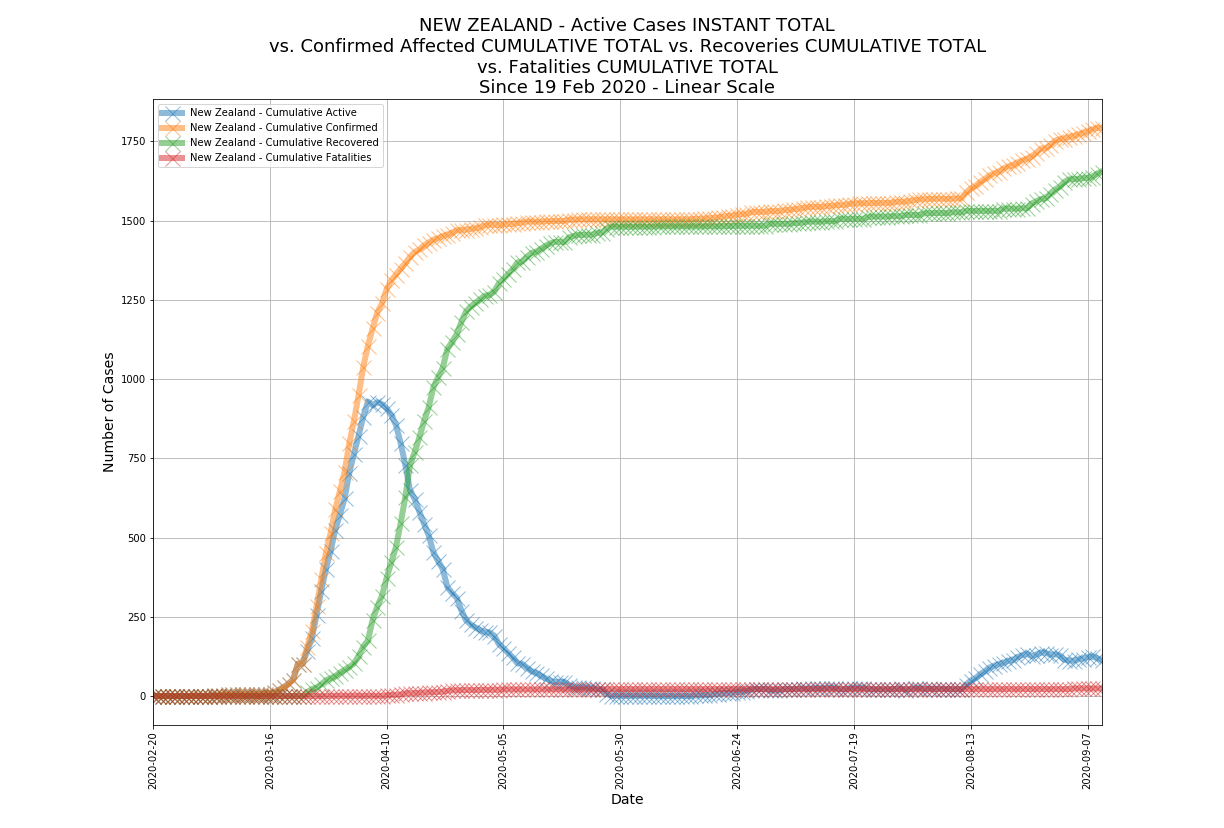 NEW ZEALAND - Active Cases INSTANT TOTAL
vs. Confirmed Affected CUMULATIVE TOTAL vs. Recoveries CUMULATIVE TOTAL
vs. Fatalities CUMULATIVE TOTAL
Since 19 Feb 2020 - Linear Scale
New Zealand - Cumulative Active
New Zealand - Cumulative Confirmed
New Zealand - Cumulative Recovered
New Zealand - Cumulative Fatalities
Number of Cases
1750
1500
1250
1000
750
500
250
0
2020-02-20
2020-03-16
2020-04-10
2020-05-05
2020-05-30
2020-06-24
2020-07-19
2020-08-13
2020-09-07
Date